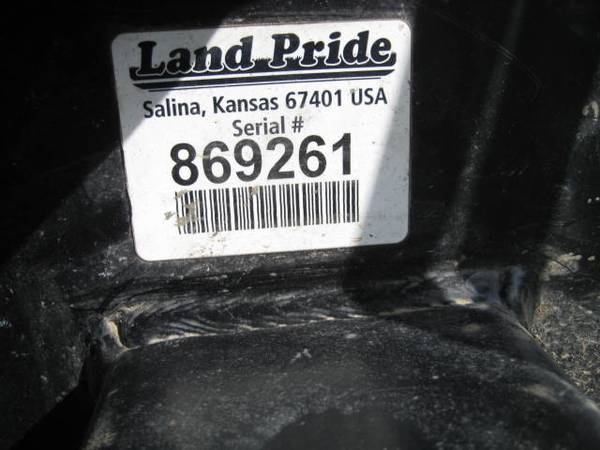 Land Pride
Salina, Kansas 67401 USA
Serial #
869261